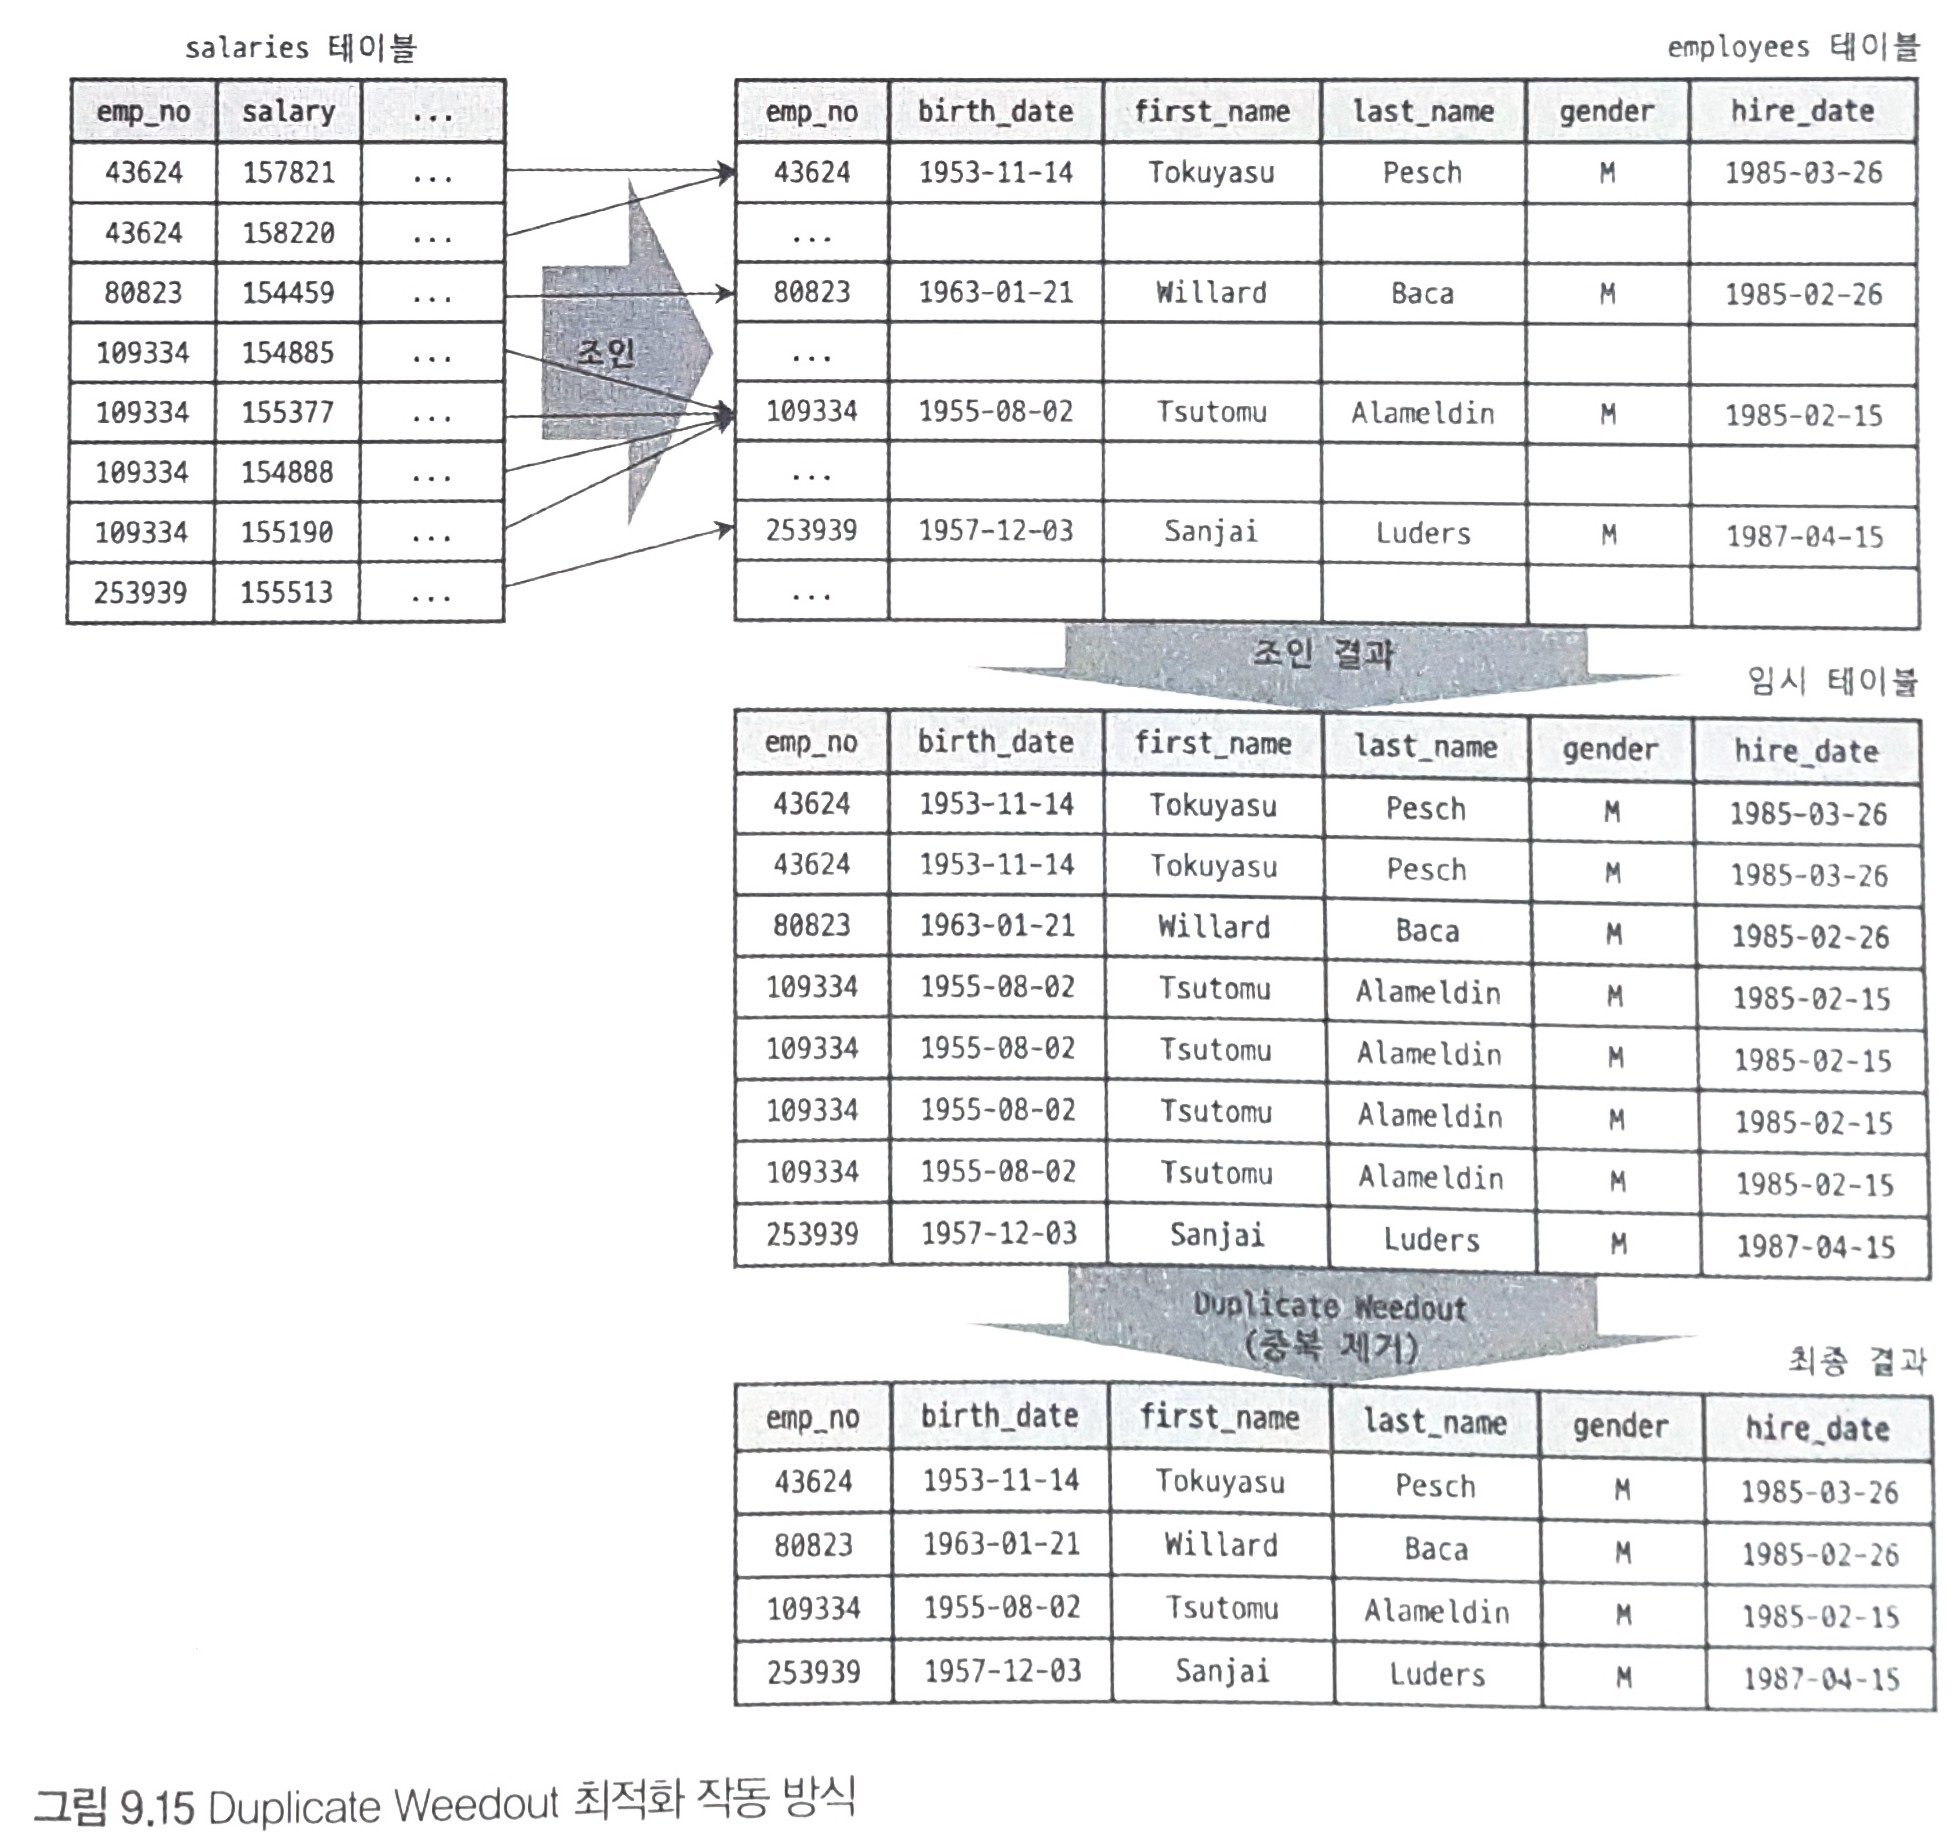 salaries 테이블
emp_no salary ...
43624 157821 ...
43624 158220 ...
80823 154459 ...
109334 154885 ...
109334 155377 ...
109334 154888 ...
109334 155190 ...
253939 155513 ...
조인
employees 테이블
emp_no birth_date first_name last_name gender hire_date
43624 1953-11-14 Tokuyasu Pesch M 1985-03-26
...
80823 1963-01-21 Willard Baca M 1985-02-26
...
109334 1955-08-02 Tsutomu Alameldin M 1985-02-15
...
253939 1957-12-03 Sanjai Luders M 1987-04-15
...
조인 결과
임시 테이블
emp_no birth_date first_name last_name gender hire_date
43624 1953-11-14 Tokuyasu Pesch M 1985-03-26
43624 1953-11-14 Tokuyasu Pesch M 1985-03-26
80823 1963-01-21 Willard Baca M 1985-02-26
109334 1955-08-02 Tsutomu Alameldin M 1985-02-15
109334 1955-08-02 Tsutomu Alameldin M 1985-02-15
109334 1955-08-02 Tsutomu Alameldin M 1985-02-15
109334 1955-08-02 Tsutomu Alameldin M 1985-02-15
253939 1957-12-03 Sanjai Luders M 1987-04-15
Duplicate Weedout
(중복 제거)
최종 결과
emp_no birth_date first_name last_name gender hire_date
43624 1953-11-14 Tokuyasu Pesch M 1985-03-26
80823 1963-01-21 Willard Baca M 1985-02-26
109334 1955-08-02 Tsutomu Alameldin M 1985-02-15
253939 1957-12-03 Sanjai Luders M 1987-04-15
그림 9.15 Duplicate Weedout 최적화 작동 방식